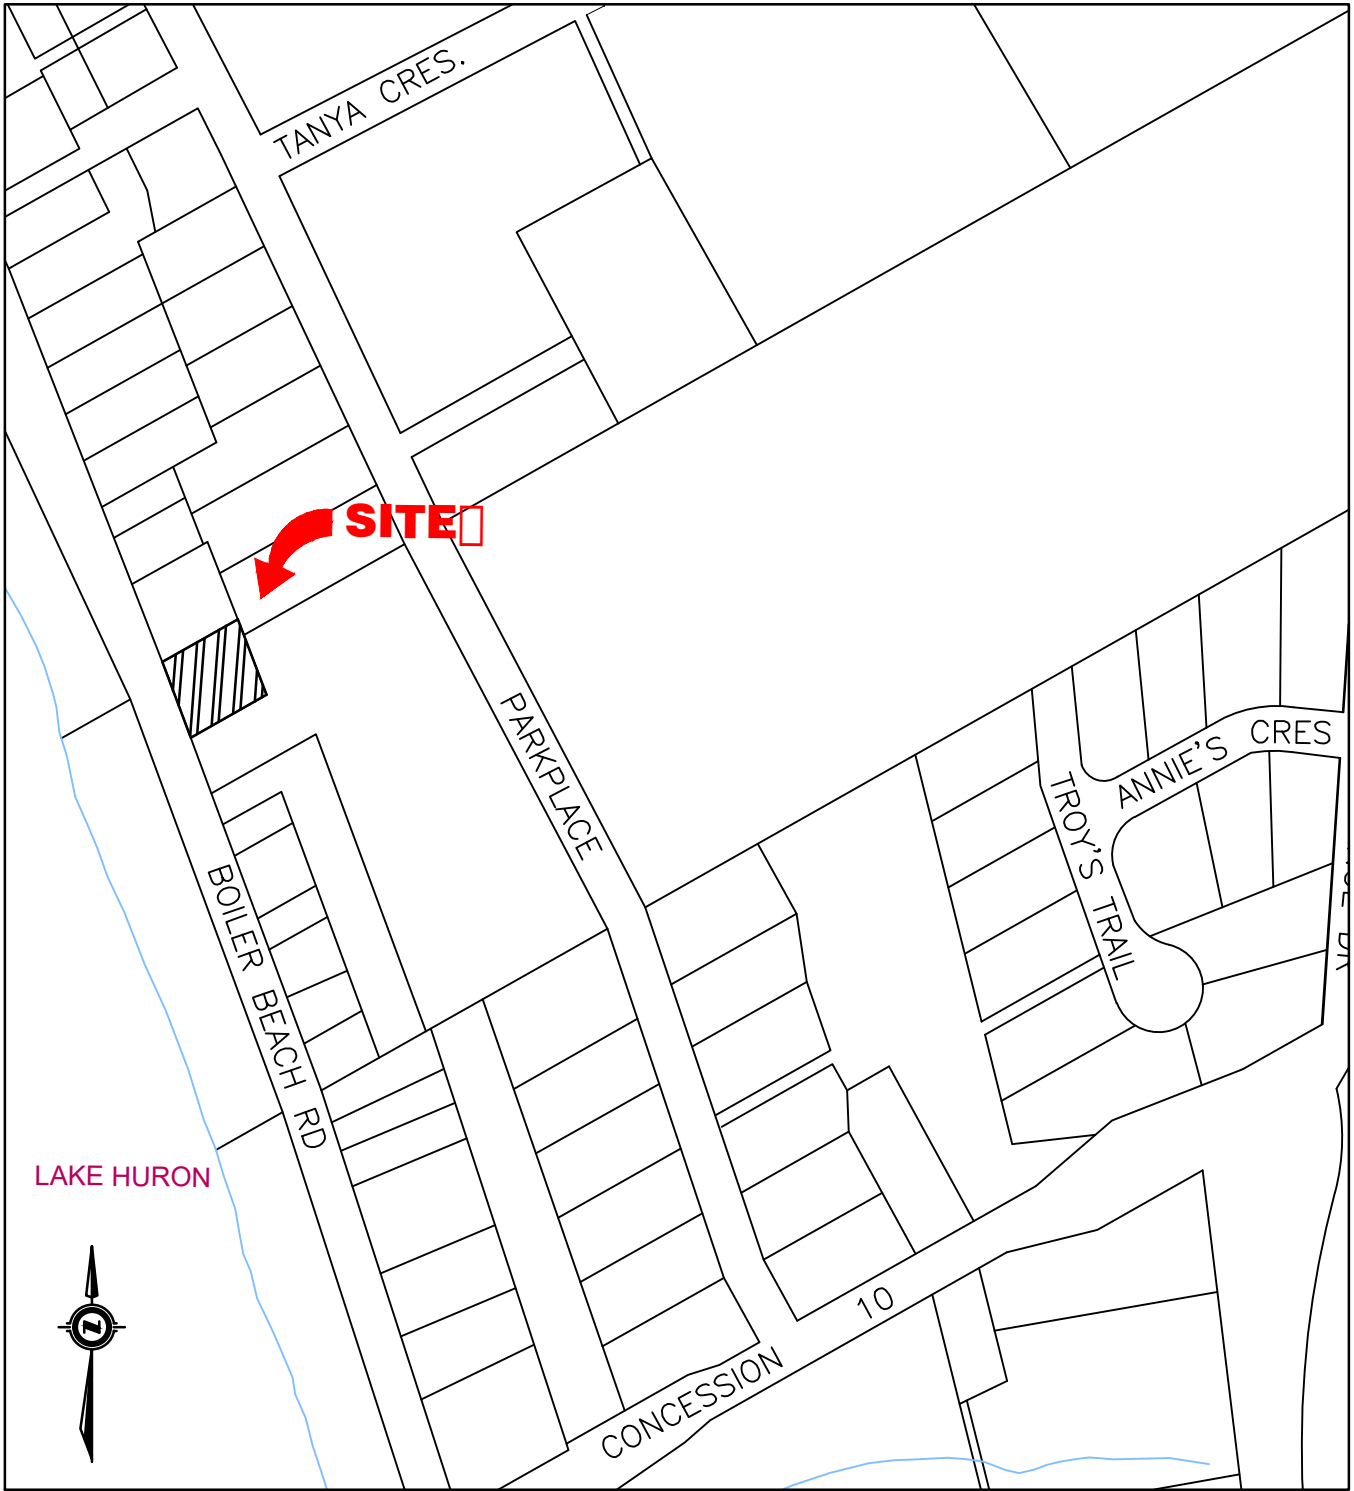 TANYA CRES.
SITE
PARKPLACE
ANNIE'S CRES
TROY'S TRAIL
BOILER BEACH RD
LAKE HURON
10
CONCESSION
N